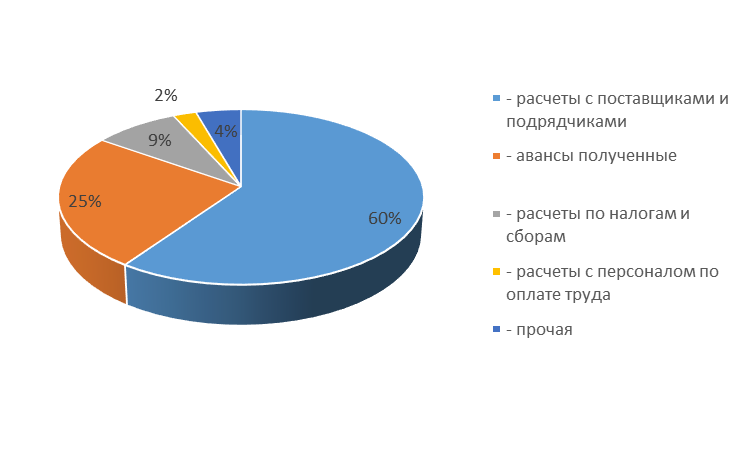 2%
4%
9%
25%
60%
- расчеты с поставщиками и
подрядчиками
- авансы полученные
- расчеты по налогам и
сборам
- расчеты с персоналом по
оплате труда
- прочая